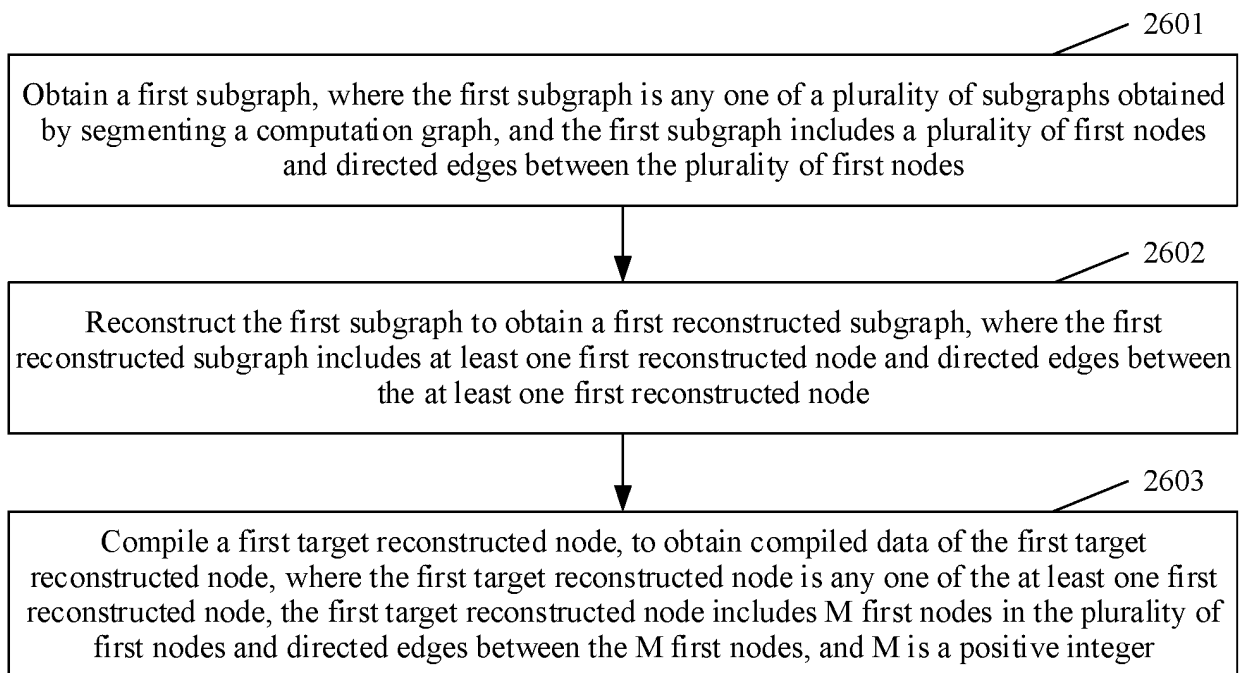 2601
Obtain a first subgraph, where the first subgraph is any one of a plurality of subgraphs obtained
by segmenting a computation graph, and the first subgraph includes a plurality of first nodes
and directed edges between the plurality of first nodes
2602
Reconstruct the first subgraph to obtain a first reconstructed subgraph, where the first
reconstructed subgraph includes at least one first reconstructed node and directed edges between
the at least one first reconstructed node
2603
Compile a first target reconstructed node, to obtain compiled data of the first target
reconstructed node, where the first target reconstructed node is any one of the at least one first
reconstructed node, the first target reconstructed node includes M first nodes in the plurality of
first nodes and directed edges between the M first nodes, and M is a positive integer